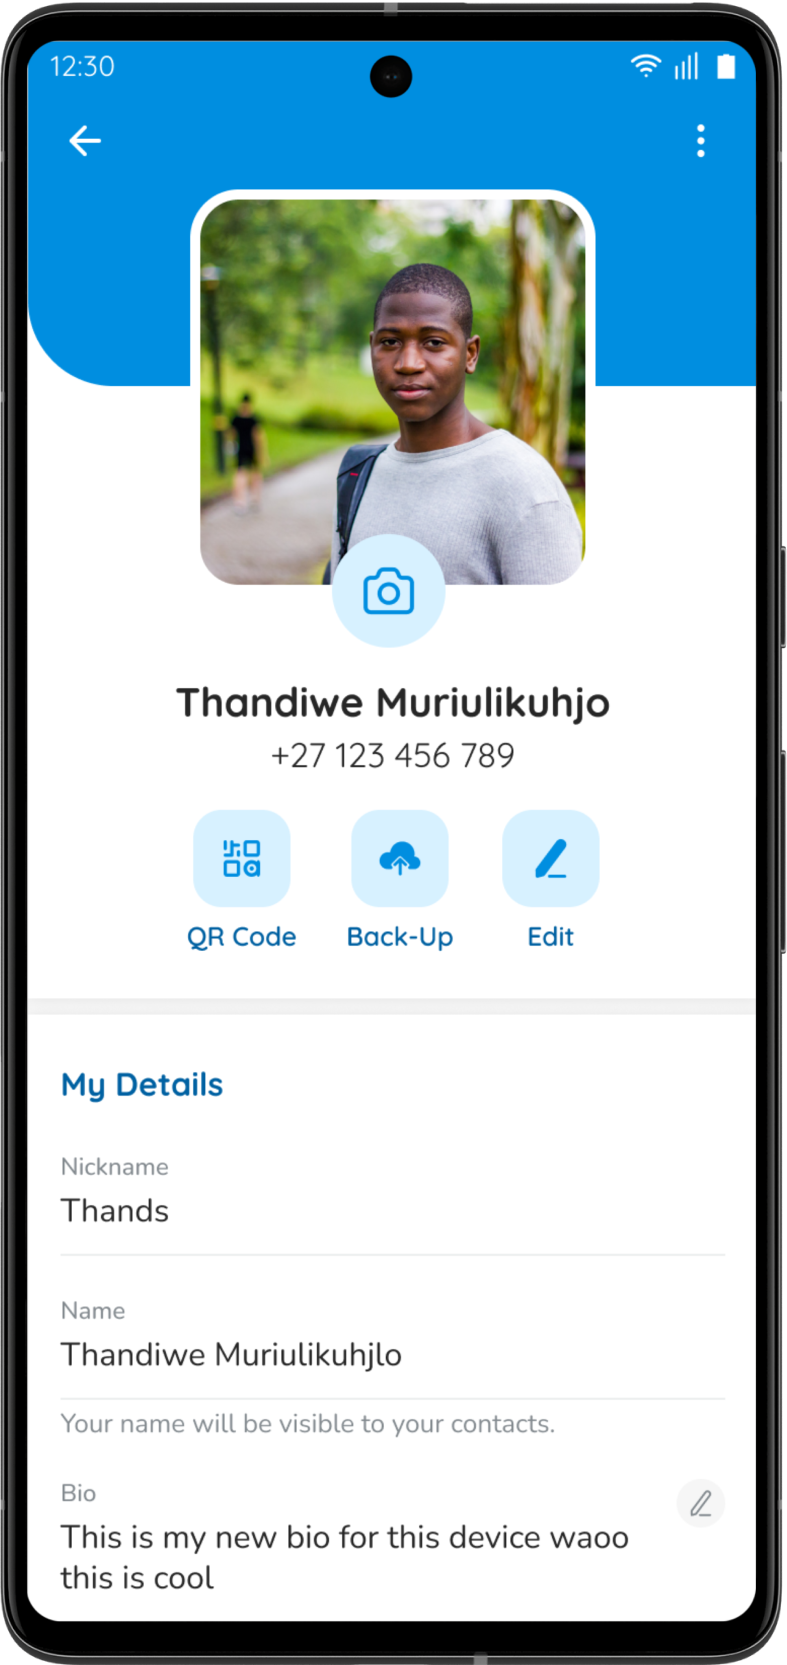 12:30
Thandiwe Muriulikuhjo
+27 123 456 789
QR Code
Back-Up
Edit
My Details
Nickname
Thands
Name
Thandiwe Muriulikuhjlo
Your name will be visible to your contacts.
Bio
This is my new bio for this device waoo
this is cool